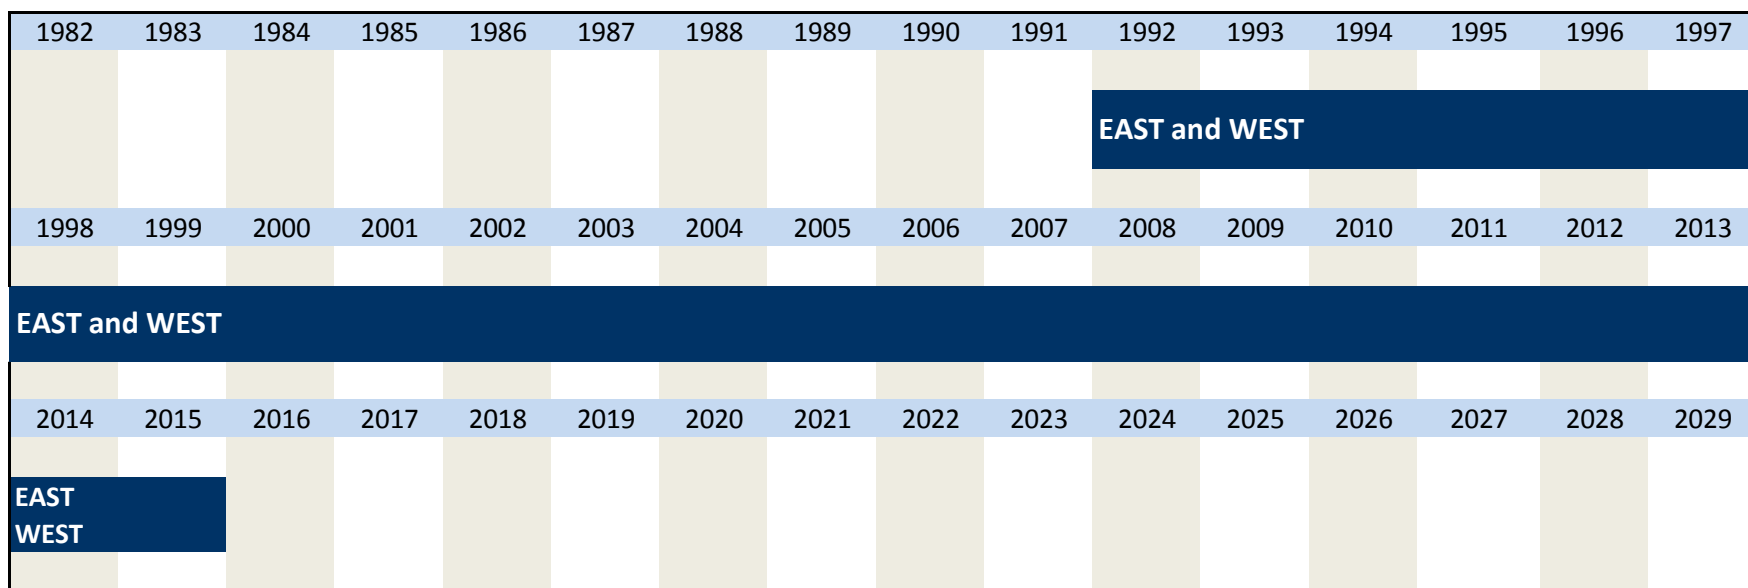 1982 1983 1984 1985 1986 1987 1988 1989 1990 1991 1992 1993 1994 1995 1996 1997
EAST and WEST
1998 1999 2000 2001 2002 2003 2004 2005 2006 2007 2008 2009 2010 2011 2012 2013
EAST and WEST
2014 2015 2016 2017 2018 2019 2020 2021 2022 2023 2024 2025 2026 2027 2028 2029
EAST
WEST